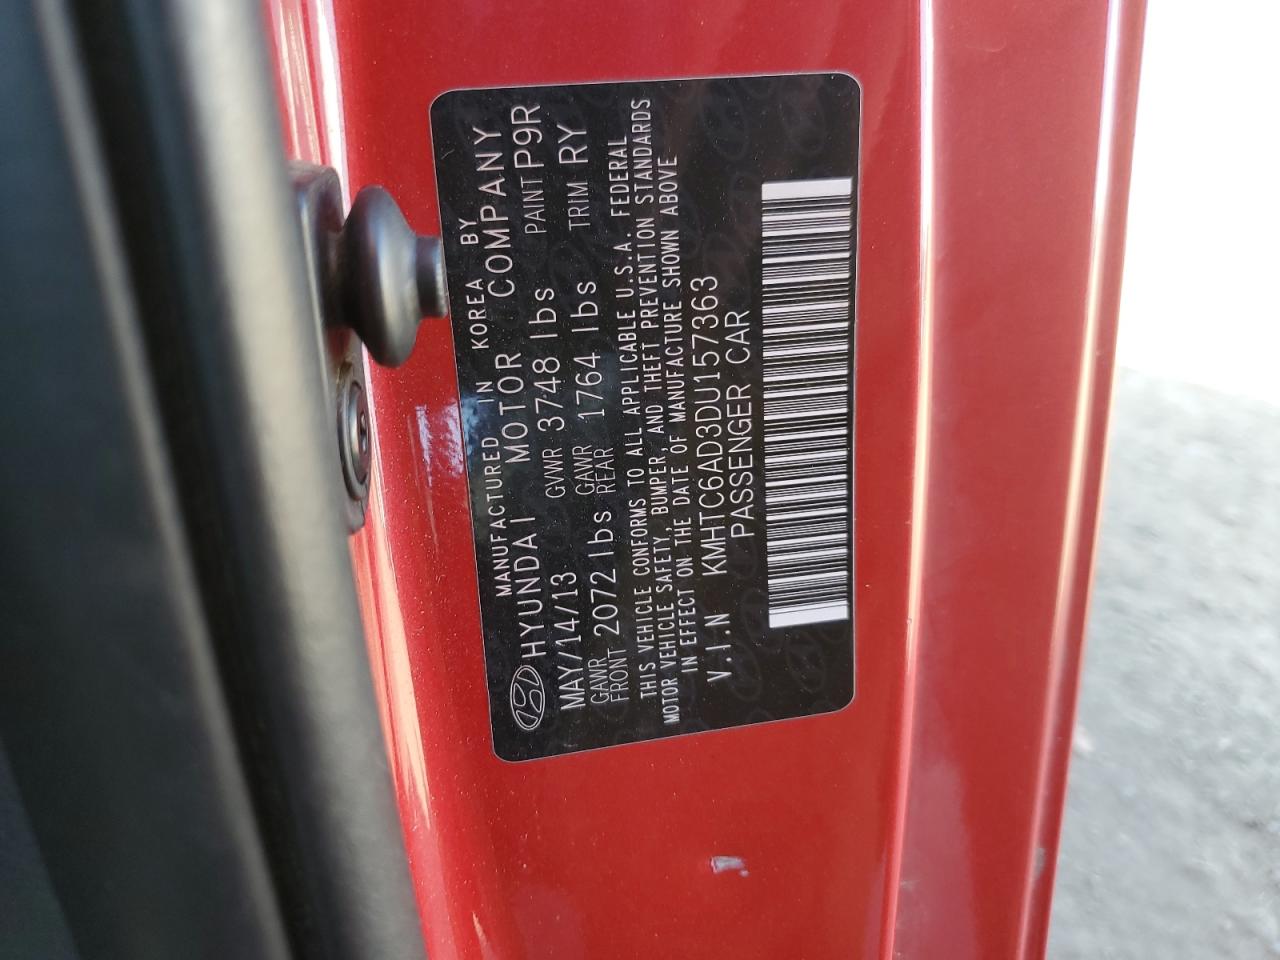 MANUFACTURED IN KOREA BY
HYUNDAI MOTOR COMPANY
MAY/14/13 GVWR 3748 lbs PAINT P9R
GAWR FRONT 2072 lbs GAWR REAR 1764 lbs TRIM RY
THIS VEHICLE CONFORMS TO ALL APPLICABLE U.S.A. FEDERAL
MOTOR VEHICLE SAFETY, BUMPER, AND THEFT PREVENTION STANDARDS
IN EFFECT ON THE DATE OF MANUFACTURE SHOWN ABOVE
V.I.N KMHTC6AD3DU157363
PASSENGER CAR